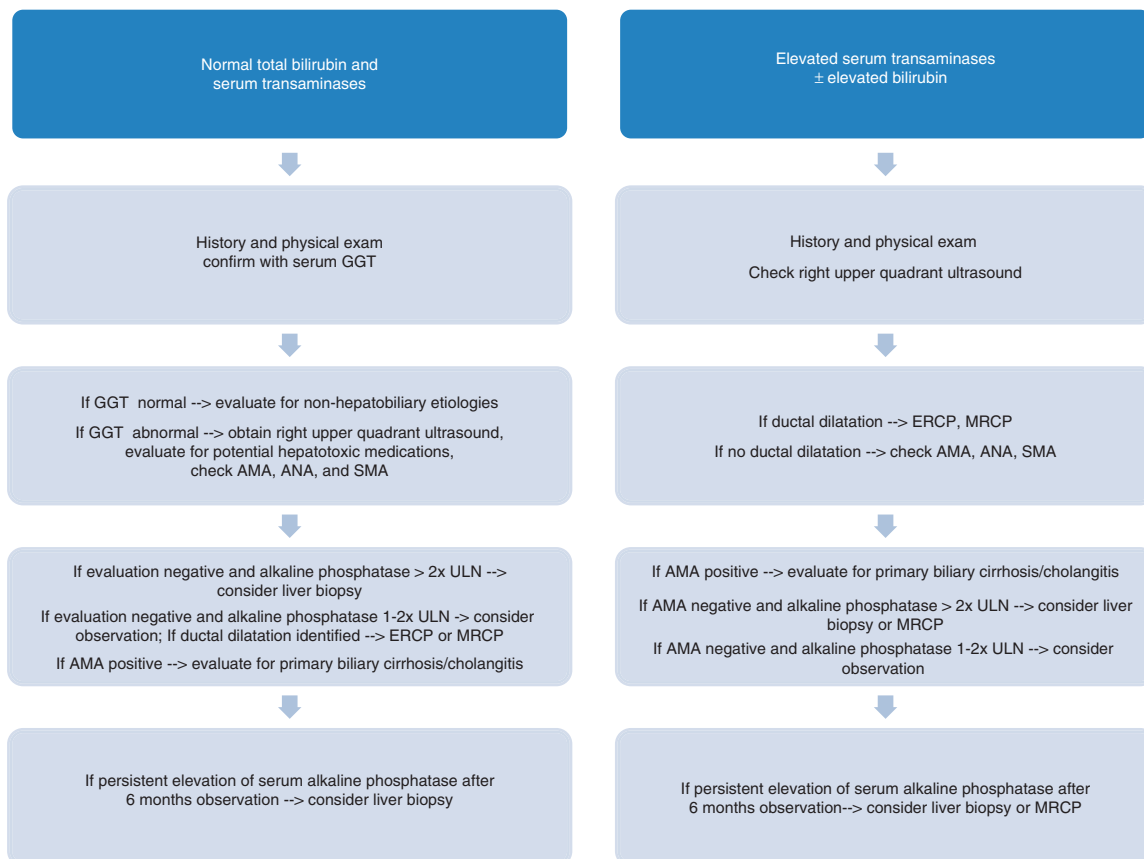 Normal total bilirubin and
serum transaminases
History and physical exam
confirm with serum GGT
If GGT normal --> evaluate for non-hepatobiliary etiologies
If GGT abnormal --> obtain right upper quadrant ultrasound,
evaluate for potential hepatotoxic medications,
check AMA, ANA, and SMA
If evaluation negative and alkaline phosphatase > 2x ULN -->
consider liver biopsy
If evaluation negative and alkaline phosphatase 1-2x ULN -> consider
observation; If ductal dilatation identified --> ERCP or MRCP
If AMA positive --> evaluate for primary biliary cirrhosis/cholangitis
If persistent elevation of serum alkaline phosphatase after
6 months observation --> consider liver biopsy
Elevated serum transaminases
± elevated bilirubin
History and physical exam
Check right upper quadrant ultrasound
If ductal dilatation --> ERCP, MRCP
If no ductal dilatation --> check AMA, ANA, SMA
If AMA positive --> evaluate for primary biliary cirrhosis/cholangitis
If AMA negative and alkaline phosphatase > 2x ULN --> consider liver
biopsy or MRCP
If AMA negative and alkaline phosphatase 1-2x ULN --> consider
observation
If persistent elevation of serum alkaline phosphatase after
6 months observation--> consider liver biopsy or MRCP